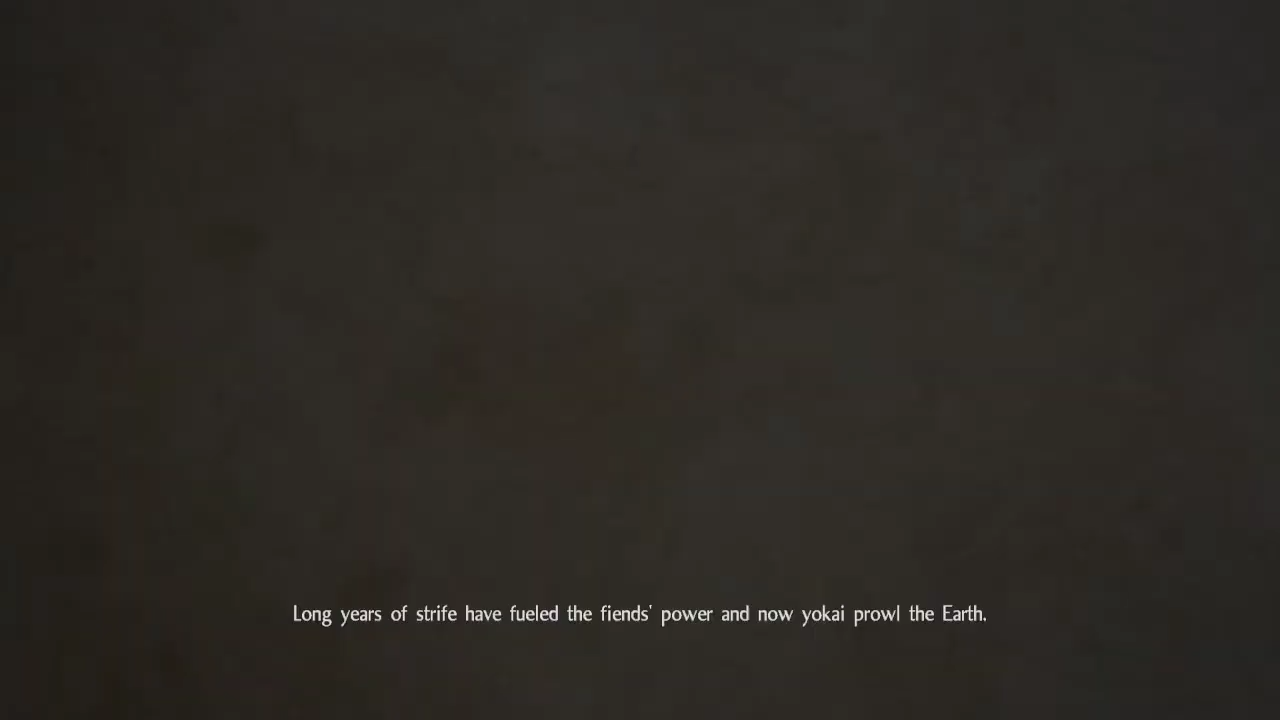 Long years of strife have fueled the fiends' power and now yokai prowl the Earth.